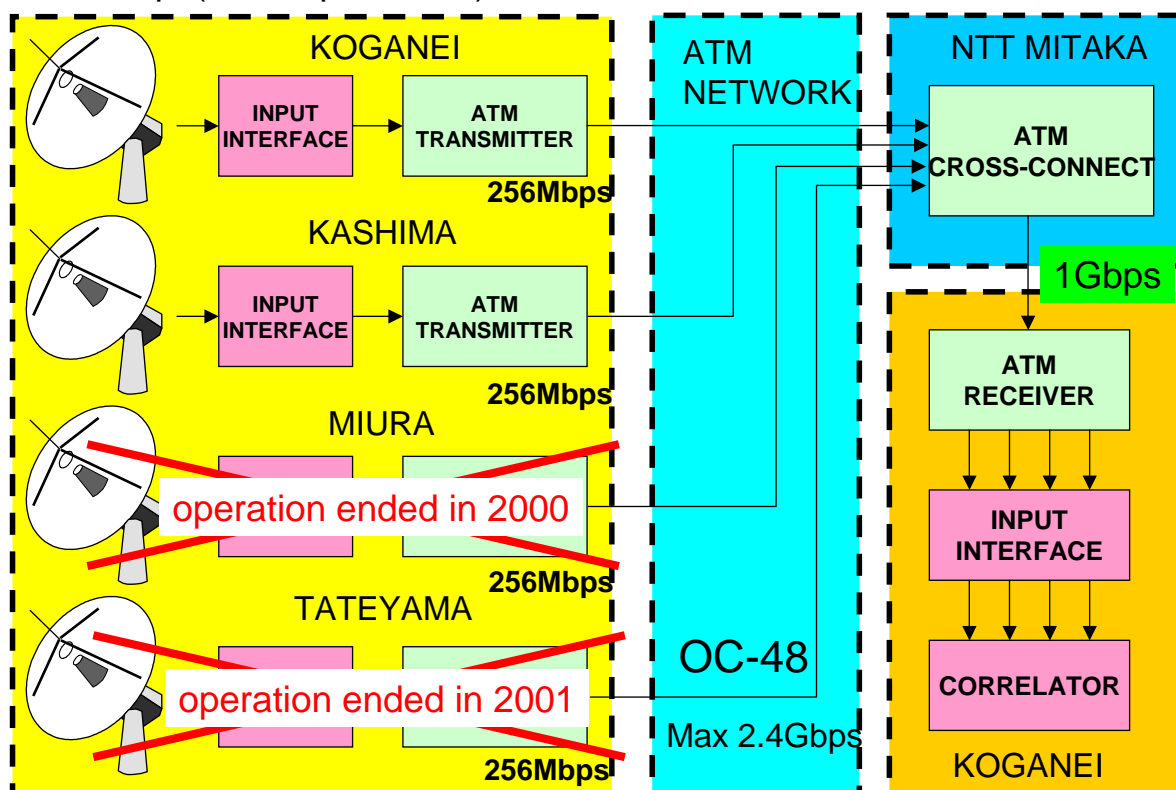 KOGANEI
INPUT
INTERFACE
ATM
TRANSMITTER
256Mbps
KASHIMA
INPUT
INTERFACE
ATM
TRANSMITTER
256Mbps
MIURA
operation ended in 2000
256Mbps
TATEYAMA
operation ended in 2001
256Mbps
ATM
NETWORK
OC-48
Max 2.4Gbps
NTT MITAKA
ATM
CROSS-CONNECT
1Gbps
ATM
RECEIVER
INPUT
INTERFACE
CORRELATOR
KOGANEI